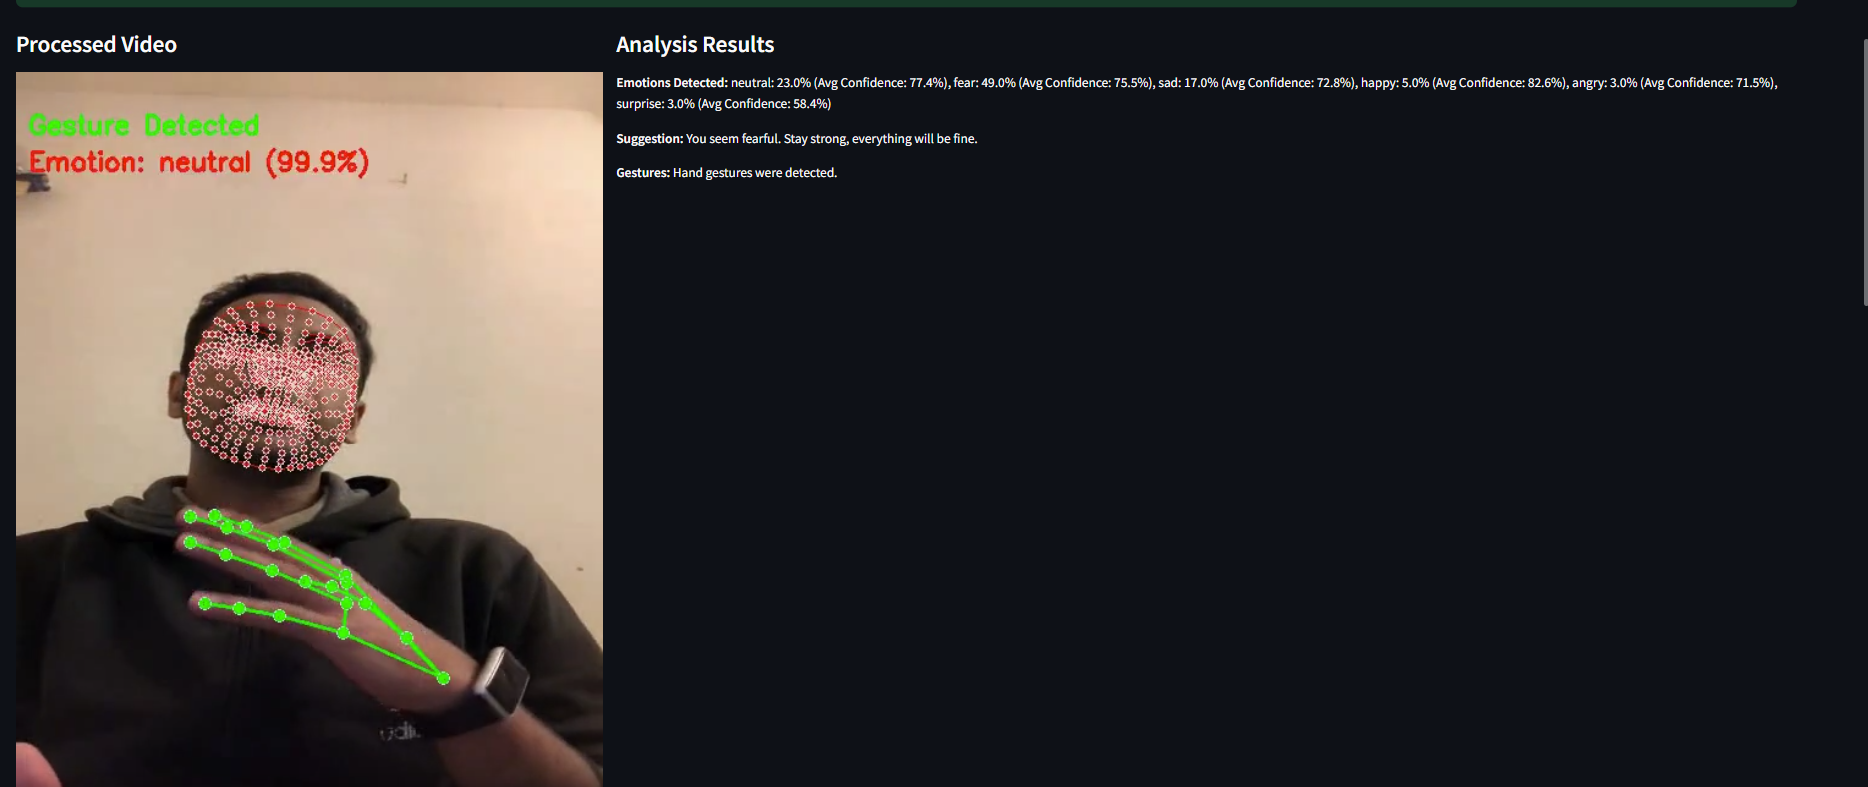 Processed Video
Gesture Detected
Emotion: neutral (99.9%)
Analysis Results
Emotions Detected: neutral: 23.0% (Avg Confidence: 77.4%), fear: 49.0% (Avg Confidence: 75.5%), sad: 17.0% (Avg Confidence: 72.8%), happy: 5.0% (Avg Confidence: 82.6%), angry: 3.0% (Avg Confidence: 71.5%),
surprise: 3.0% (Avg Confidence: 58.4%)
Suggestion: You seem fearful. Stay strong, everything will be fine.
Gestures: Hand gestures were detected.